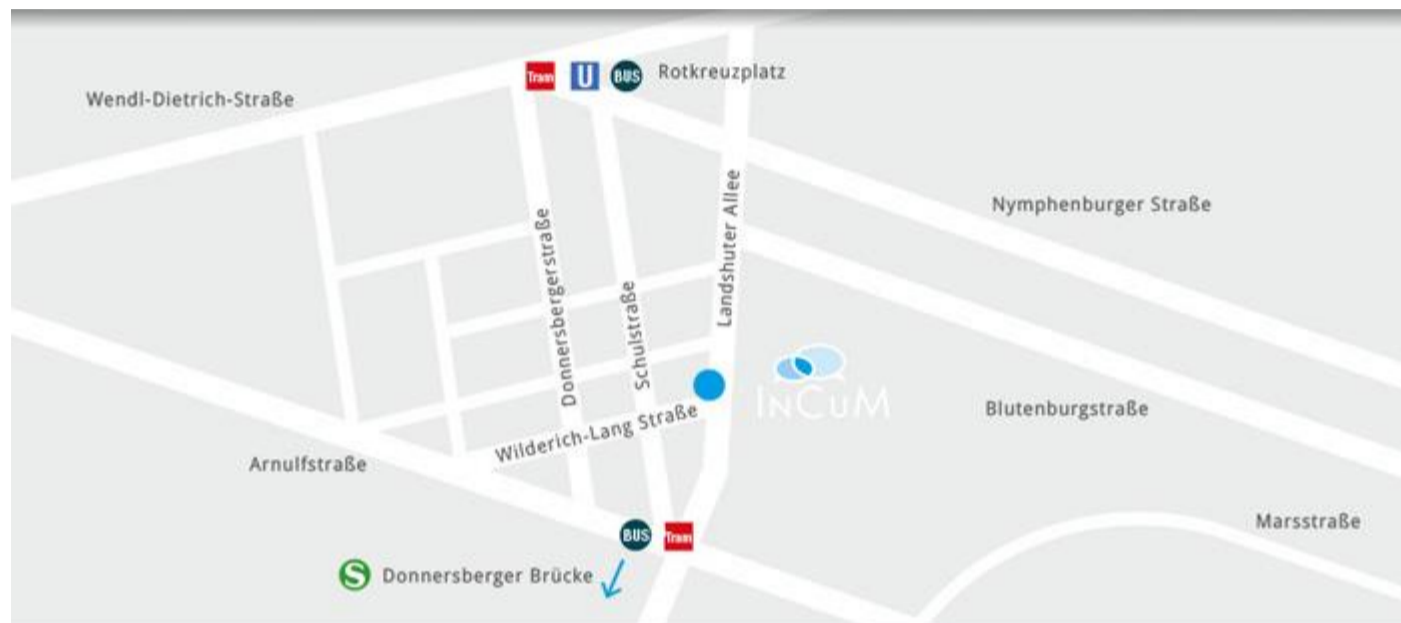 Tram U BUS Rotkreuzplatz
Wendl-Dietrich-Straße
Nymphenburger Straße
Landshuter Allee
Donnersbergerstraße
Schulstraße
INCUM
Blutenburgstraße
Wilderich-Lang Straße
Arnulfstraße
Marsstraße
BUS Tram
S Donnersberger Brücke